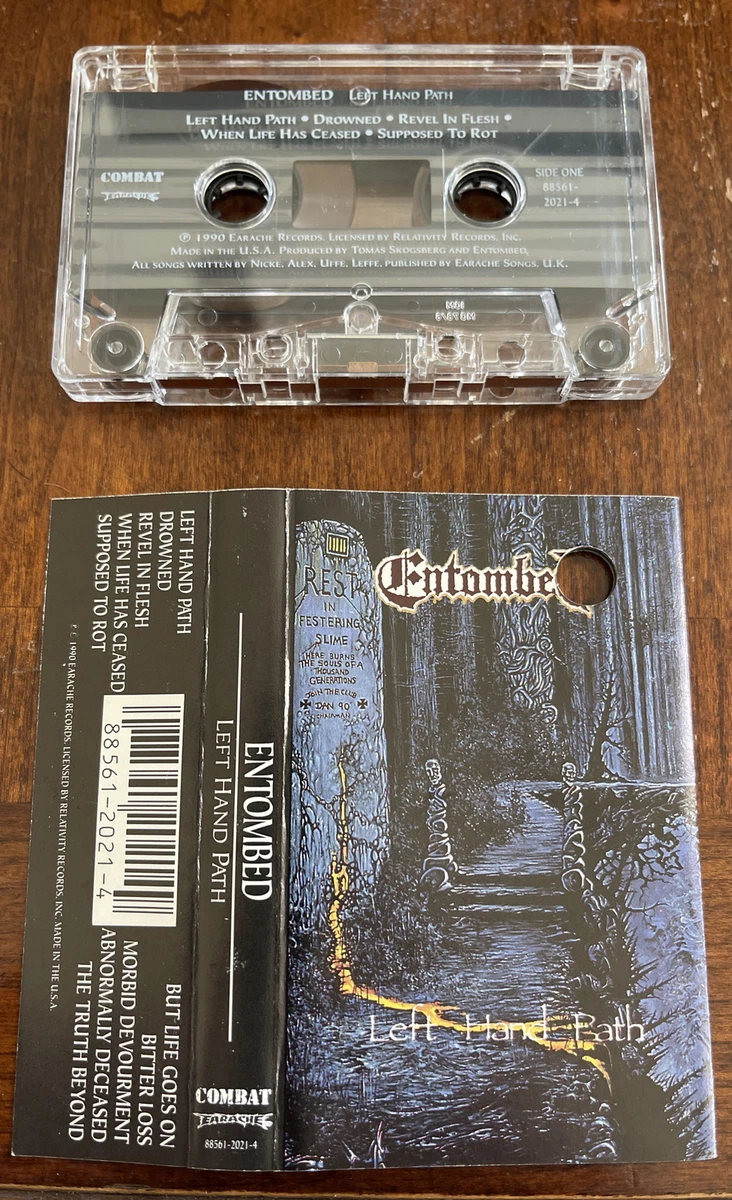 ENTOMBED LEFT HAND PATH
LEFT HAND PATH • DROWNED • REVEL IN FLESH •
WHEN LIFE HAS CEASED • SUPPOSED TO ROT
COMBAT
EARACHE
SIDE ONE
88561-
2021-4
℗ 1990 EARACHE RECORDS. LICENSED BY RELATIVITY RECORDS, INC.
MADE IN THE U.S.A. PRODUCED BY TOMAS SKOGSBERG AND ENTOMBED,
ALL SONGS WRITTEN BY NICKE, ALEX, UFFE, LEFFE, PUBLISHED BY EARACHE SONGS, U.K.
LEFT HAND PATH
DROWNED
REVEL IN FLESH
WHEN LIFE HAS CEASED
SUPPOSED TO ROT
℗ © 1990 EARACHE RECORDS. LICENSED BY RELATIVITY RECORDS, INC. MADE IN THE U.S.A.
88561-2021-4
BUT LIFE GOES ON
BITTER LOSS
MORBID DEVOURMENT
ABNORMALLY DECEASED
THE TRUTH BEYOND
ENTOMBED
LEFT HAND PATH
COMBAT
EARACHE
88561-2021-4
Entombe
REST
IN
FESTERING
SLIME
HERE BURNS
THE SOULS OF A
THOUSAND
GENERATIONS
JOIN THE CLUB
DAN 90
CHAIRMAN
Left Hand Path